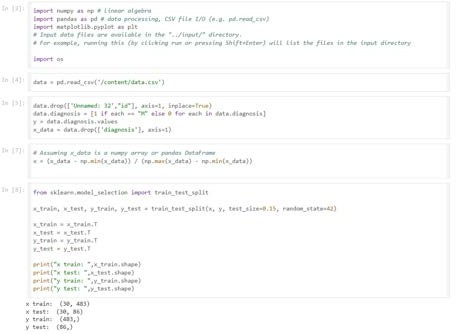 In [3]:
import numpy as np # linear algebra
import pandas as pd # data processing, CSV file I/O (e.g. pd.read_csv)
import matplotlib.pyplot as plt
# Input data files are available in the "../input/" directory.
# For example, running this (by clicking run or pressing Shift+Enter) will list the files in the input directory
import os
In [4]:
data = pd.read_csv('/content/data.csv')
In [5]:
data.drop(['Unnamed: 32',"id"], axis=1, inplace=True)
data.diagnosis = [1 if each == "M" else 0 for each in data.diagnosis]
y = data.diagnosis.values
x_data = data.drop(['diagnosis'], axis=1)
In [7]:
# Assuming x_data is a numpy array or pandas DataFrame
x = (x_data - np.min(x_data)) / (np.max(x_data) - np.min(x_data))
In [8]:
from sklearn.model_selection import train_test_split
x_train, x_test, y_train, y_test = train_test_split(x, y, test_size=0.15, random_state=42)
x_train = x_train.T
x_test = x_test.T
y_train = y_train.T
y_test = y_test.T
print("x train: ",x_train.shape)
print("x test: ",x_test.shape)
print("y train: ",y_train.shape)
print("y test: ",y_test.shape)
x train:  (30, 483)
x test:  (30, 86)
y train:  (483,)
y test:  (86,)